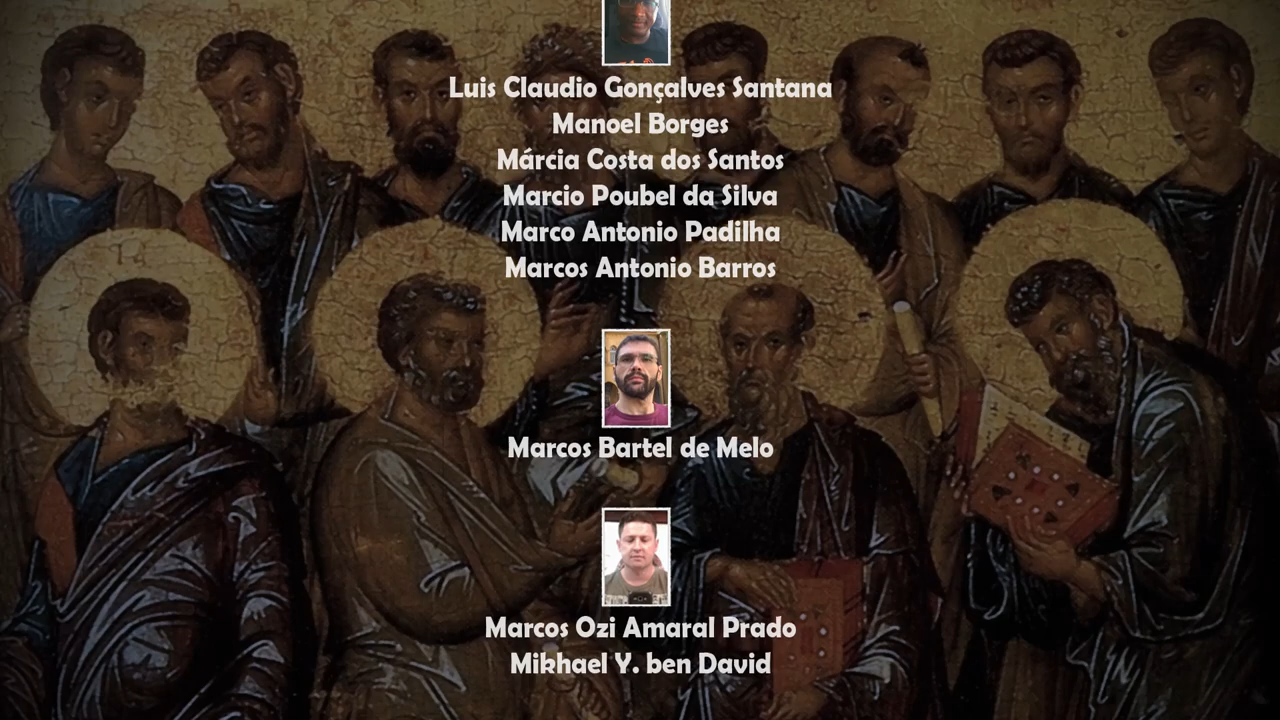 Luis Claudio Gonçalves Santana
Manoel Borges
Márcia Costa dos Santos
Marcio Poubel da Silva
Marco Antonio Padilha
Marcos Antonio Barros
Marcos Bartel de Melo
Marcos Ozi Amaral Prado
Mikhael Y. ben David